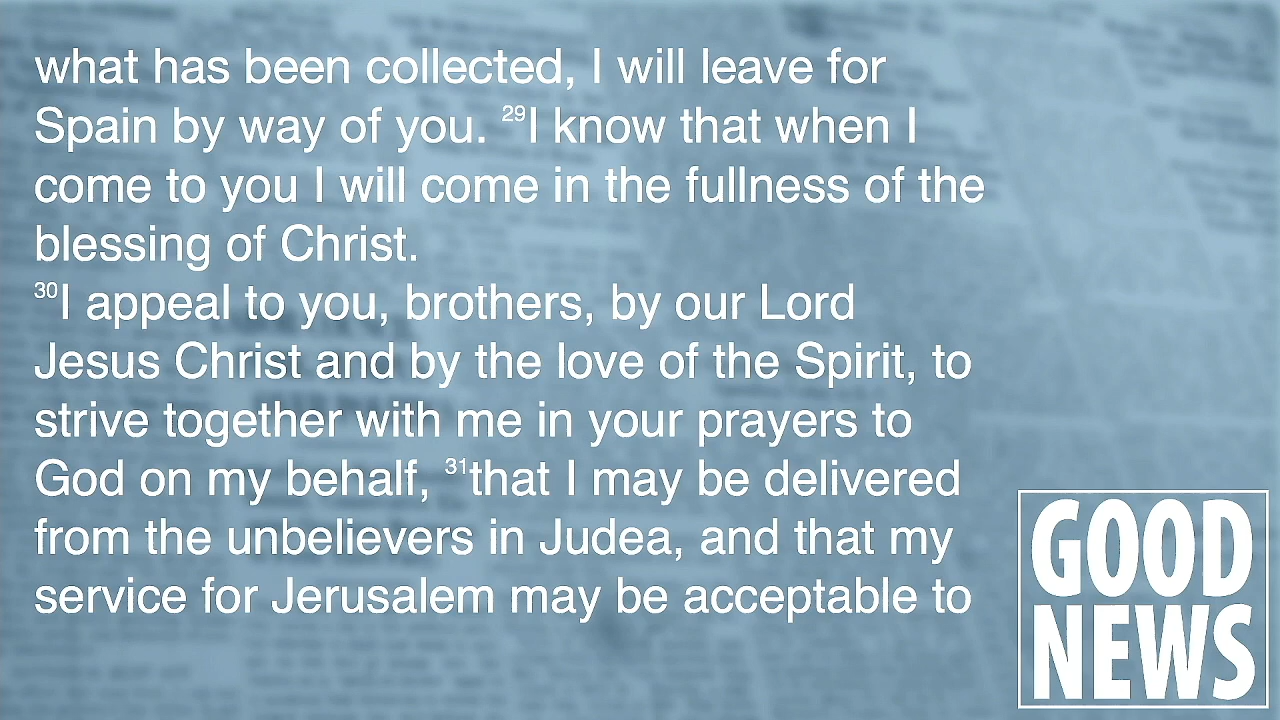 what has been collected, I will leave for
Spain by way of you. 29I know that when I
come to you I will come in the fullness of the
blessing of Christ.
30I appeal to you, brothers, by our Lord
Jesus Christ and by the love of the Spirit, to
strive together with me in your prayers to
God on my behalf, 31that I may be delivered
from the unbelievers in Judea, and that my
service for Jerusalem may be acceptable to
GOOD
NEWS